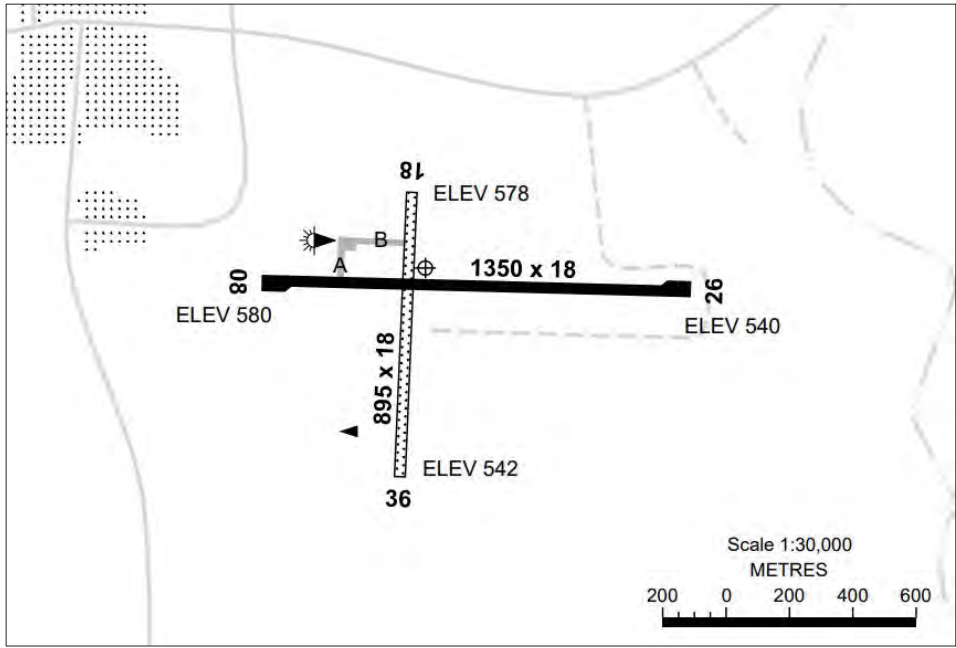 18
ELEV 578
B
A
1350 x 18
08
26
ELEV 580
ELEV 540
895 x 18
ELEV 542
36
Scale 1:30,000
METRES
200 0 200 400 600